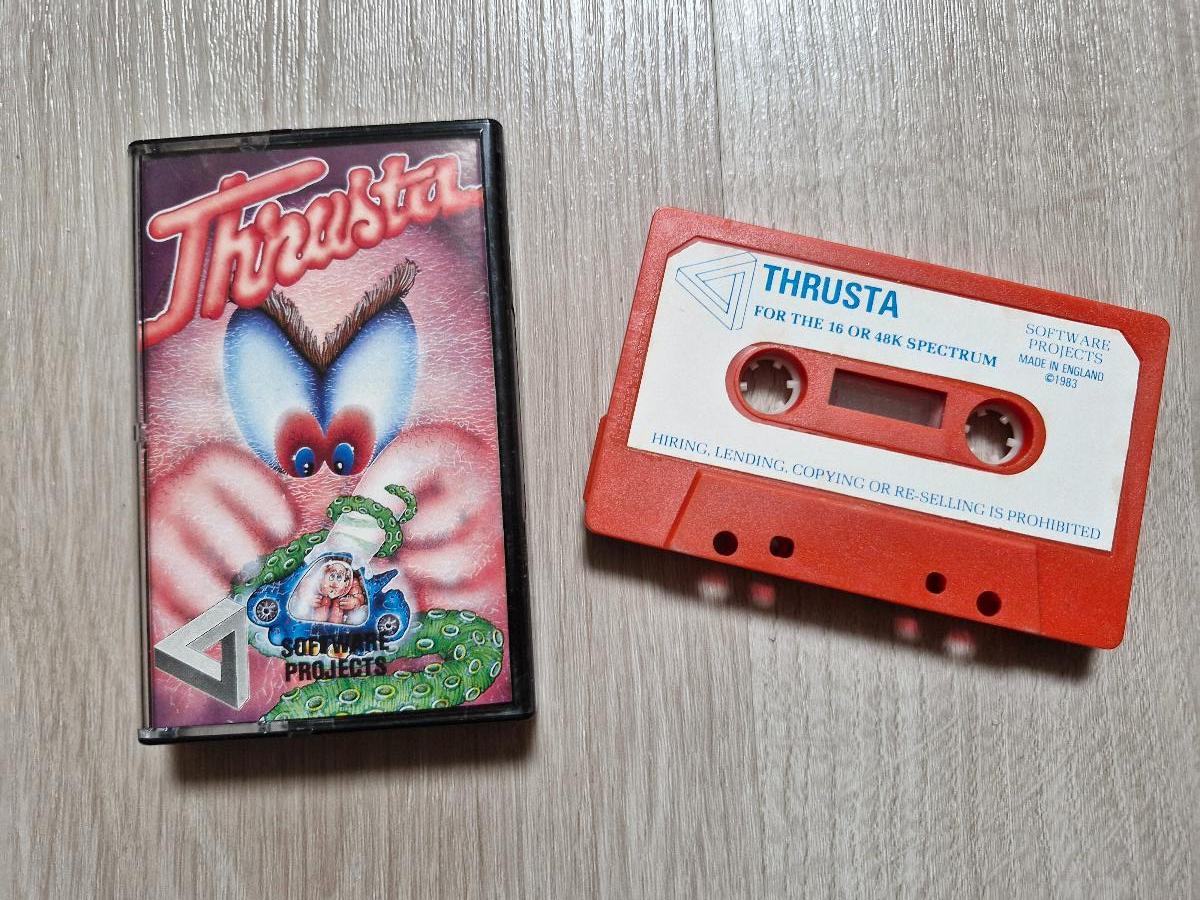 Thrusta
SOFTWARE
PROJECTS
THRUSTA
FOR THE 16 OR 48K SPECTRUM
SOFTWARE
PROJECTS
MADE IN ENGLAND
©1983
HIRING, LENDING, COPYING OR RE-SELLING IS PROHIBITED